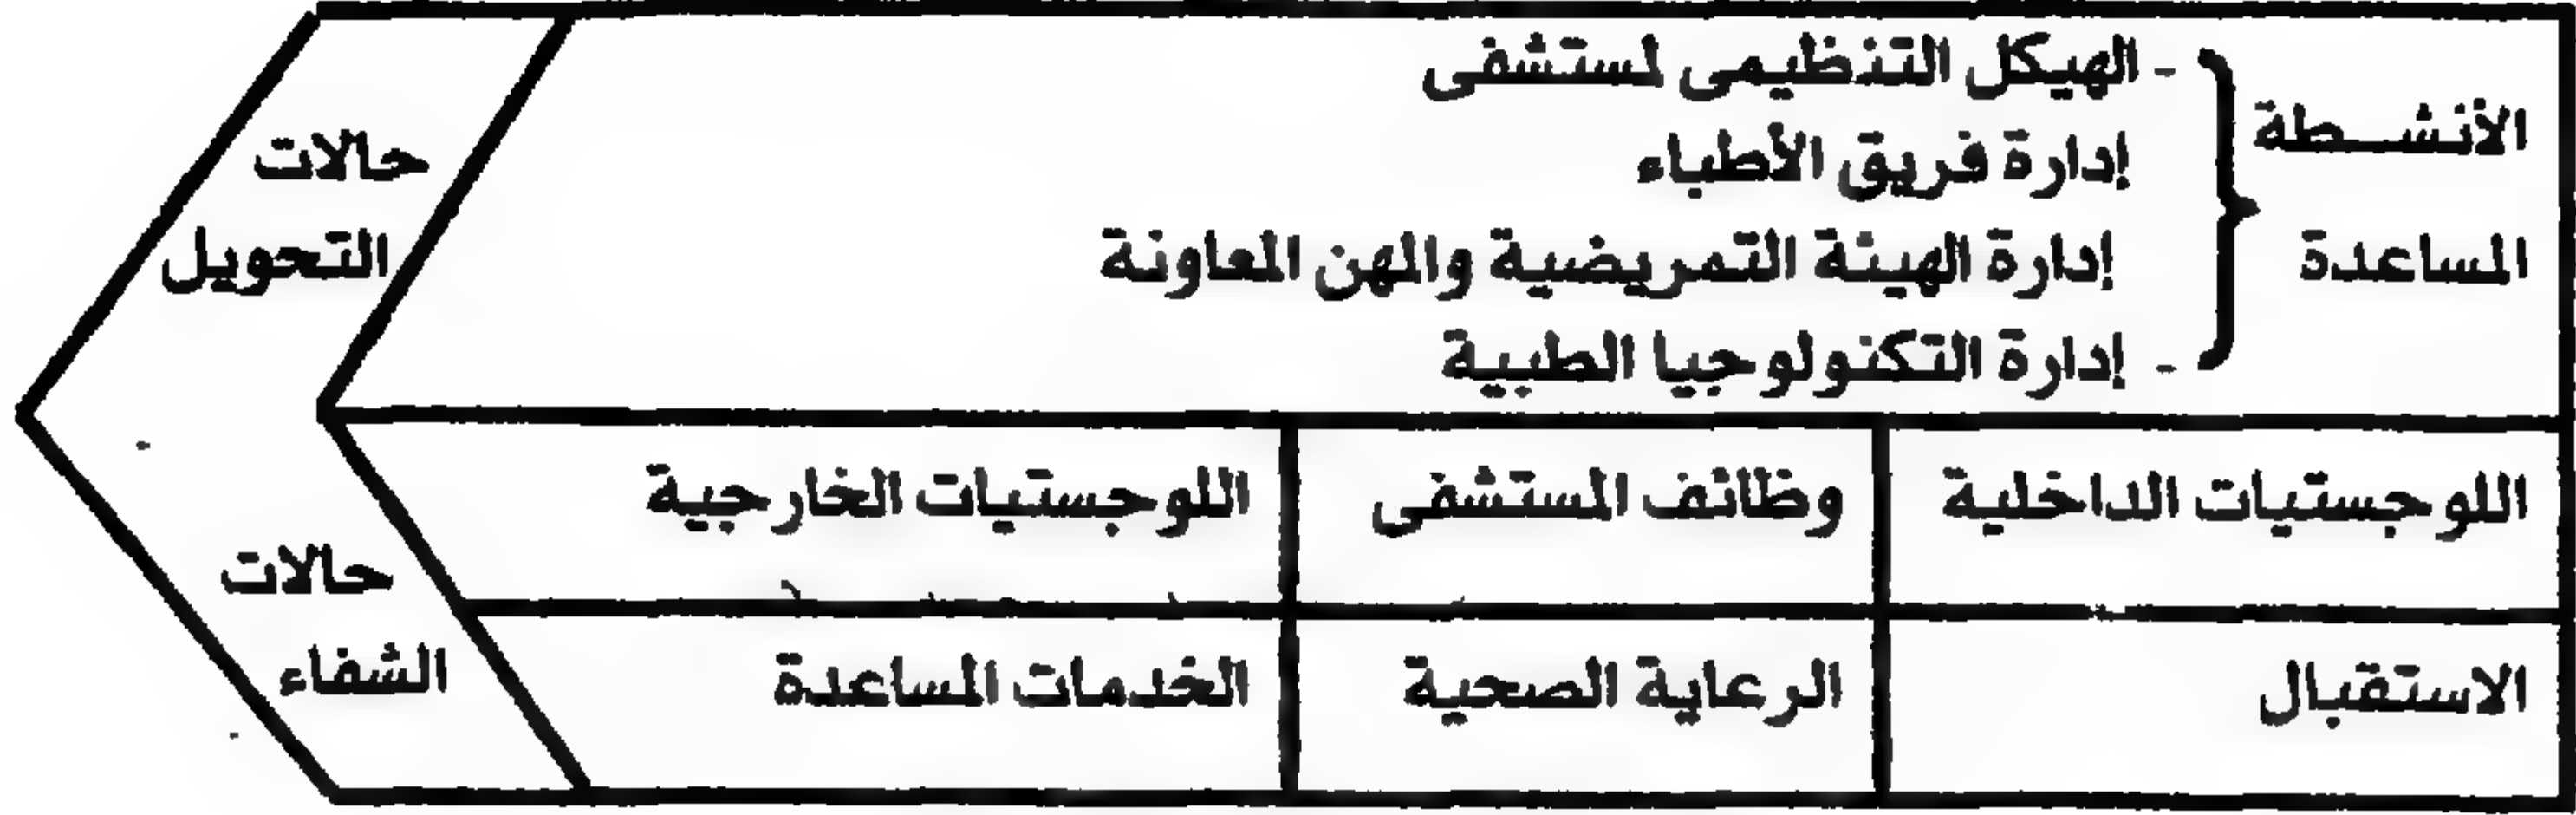 الأنشطة
المساعدة
- الهيكل التنظيمى لمستشفى
إدارة فريق الأطباء
إدارة الهيئة التمريضية والمهن المعاونة
- إدارة التكنولوجيا الطبية
حالات
التحويل
اللوجستيات الداخلية
وظائف المستشفى
اللوجستيات الخارجية
الاستقبال
الرعاية الصحية
الخدمات المساعدة
حالات
الشفاء